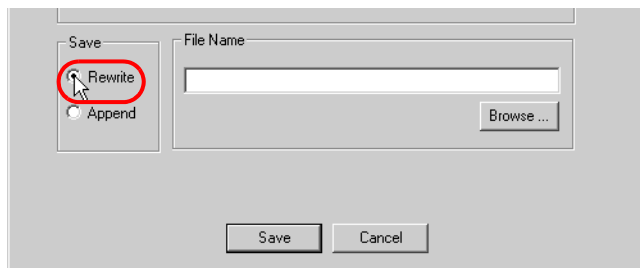 Save
Rewrite
Append
File Name
Browse ...
Save
Cancel